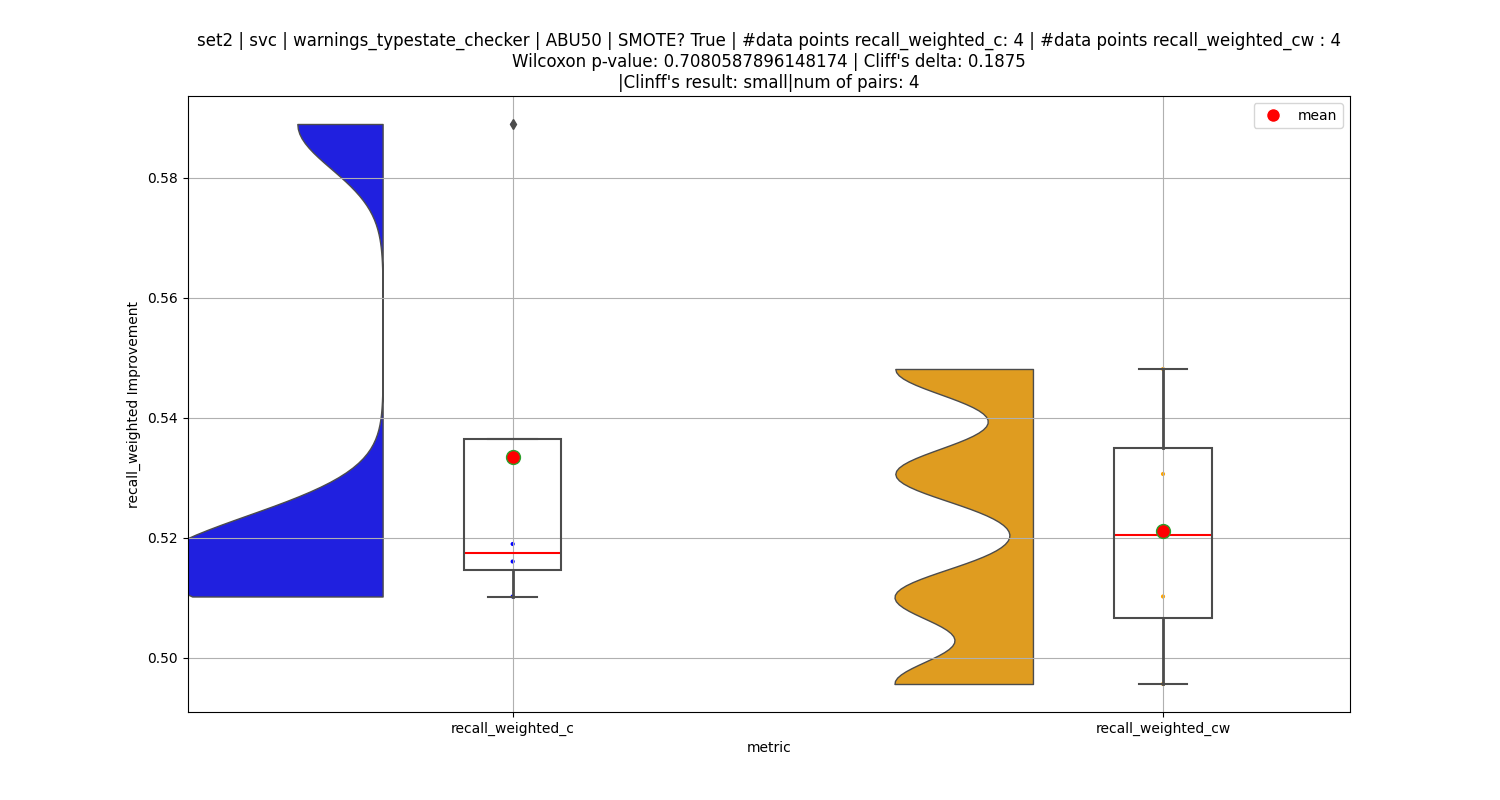 set2 | svc | warnings_typestate_checker | ABU50 | SMOTE? True | #data points recall_weighted_c: 4 | #data points recall_weighted_cw : 4
Wilcoxon p-value: 0.7080587896148174 | Cliff's delta: 0.1875
|Clinff's result: small|num of pairs: 4
mean
0.58
0.56
0.54
0.52
0.50
recall_weighted Improvement
recall_weighted_c
recall_weighted_cw
metric